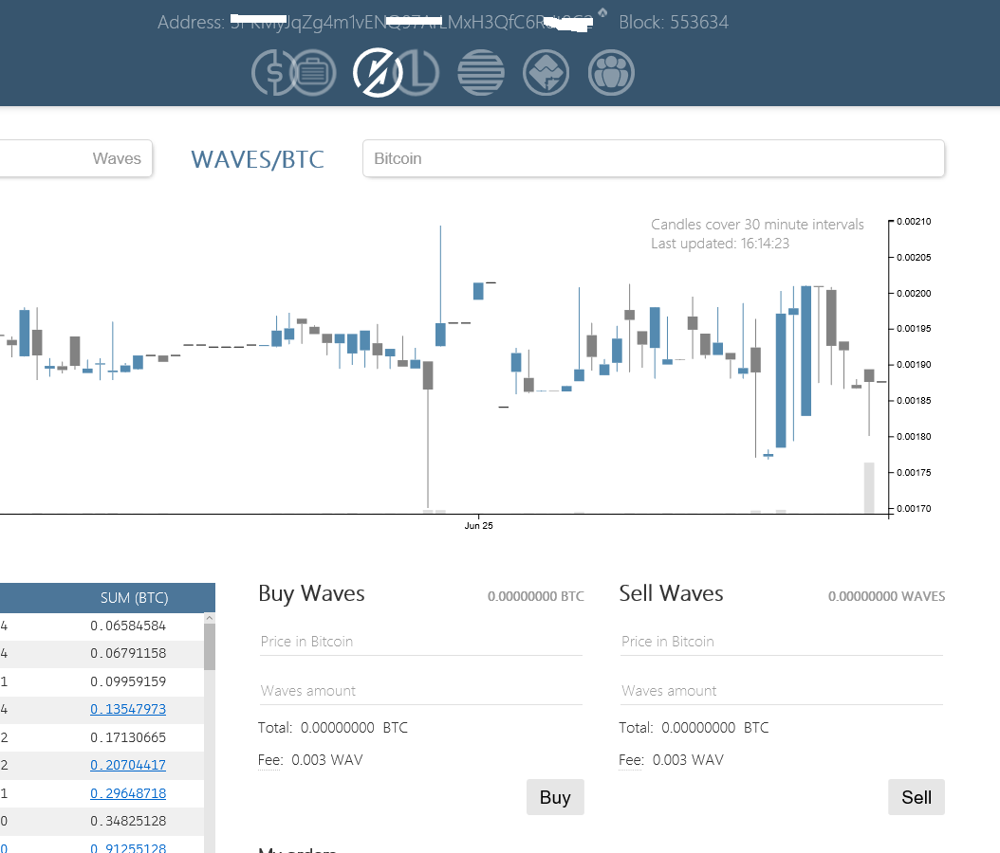 Address: Block: 553634
Waves WAVES/BTC Bitcoin
Candles cover 30 minute intervals
Last updated: 16:14:23
0.00210
0.00205
0.00200
0.00195
0.00190
0.00185
0.00180
0.00175
0.00170
Jun 25
SUM (BTC)
4 0.06584584
4 0.06791158
1 0.09959159
4 0.13547973
2 0.17130665
2 0.20704417
1 0.29648718
0 0.34825128
0 0.91255128
Buy Waves 0.00000000 BTC
Price in Bitcoin
Waves amount
Total: 0.00000000 BTC
Fee: 0.003 WAV
Buy
Sell Waves 0.00000000 WAVES
Price in Bitcoin
Waves amount
Total: 0.00000000 BTC
Fee: 0.003 WAV
Sell
My orders